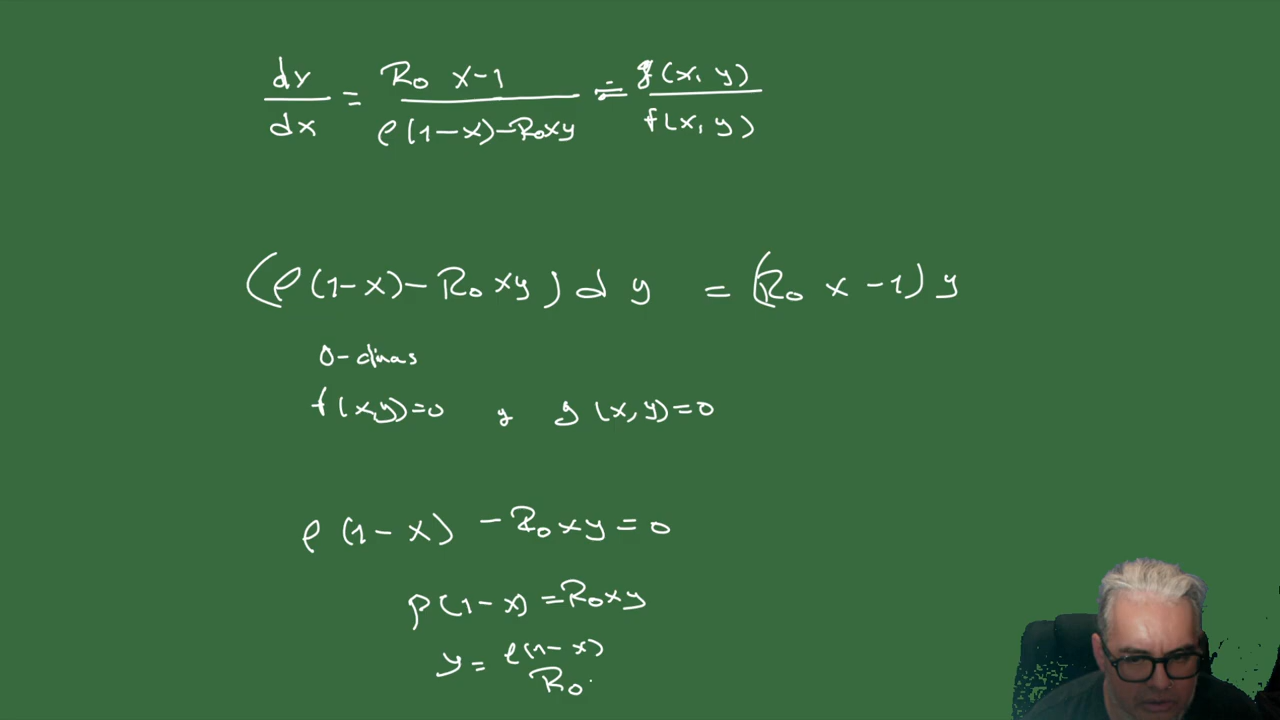 dy/dx = R₀ x-1 / ρ(1-x)-R₀xy = g(x, y) / f(x, y)
(ρ(1-x)-R₀xy) d y = (R₀ x -1) y
0-clinas
f(x,y)=0 y g(x,y)=0
ρ(1-x) -R₀xy=0
ρ(1-x) =R₀xy
y = ρ(1-x) / R₀